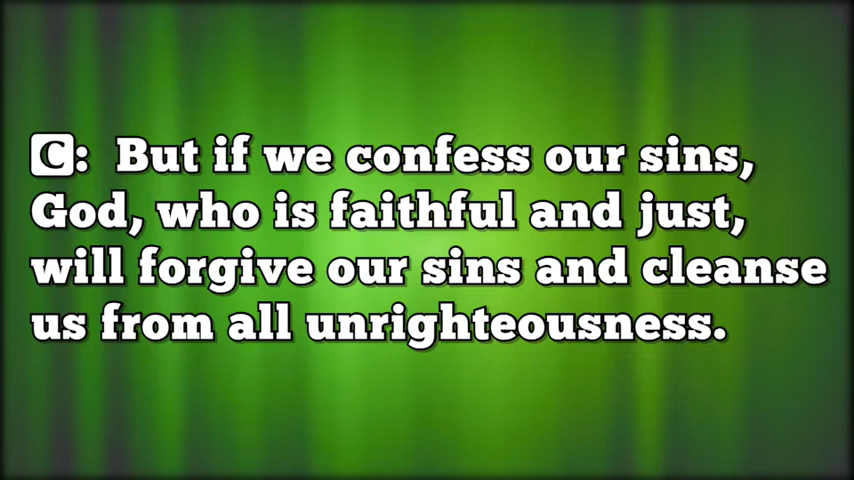 C: But if we confess our sins,
God, who is faithful and just,
will forgive our sins and cleanse
us from all unrighteousness.